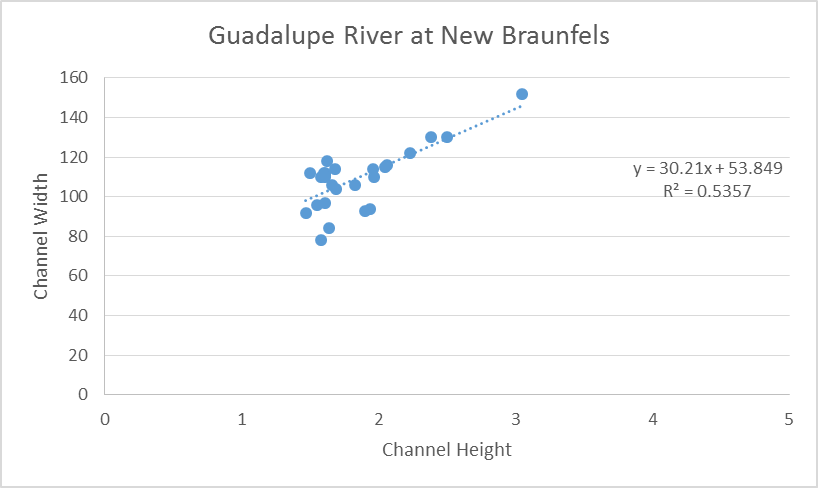 Guadalupe River at New Braunfels
160
140
120
100
80
60
40
20
0
Channel Width
y = 30.21x + 53.849
R² = 0.5357
0 1 2 3 4 5
Channel Height